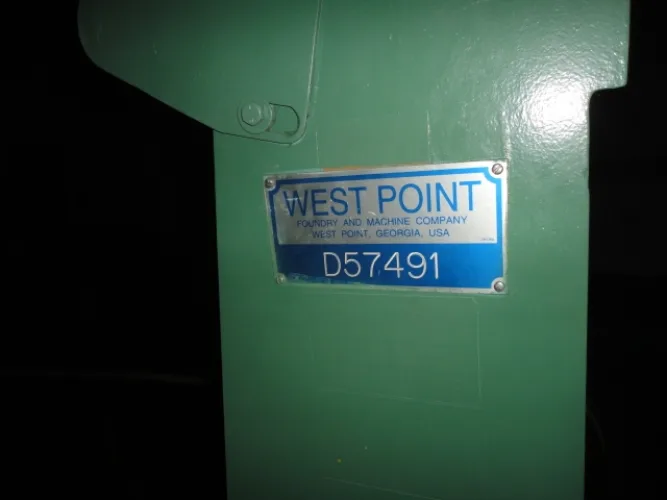 WEST POINT
FOUNDRY AND MACHINE COMPANY
WEST POINT, GEORGIA, USA
D57491